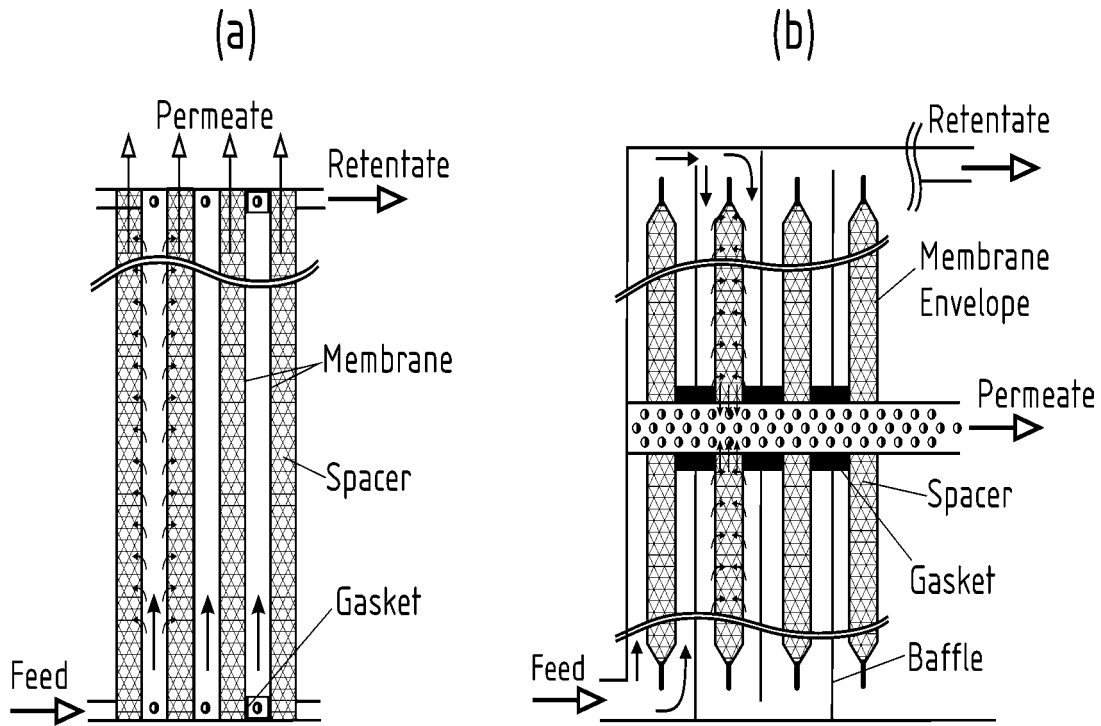 (a)
Permeate
Retentate
Membrane
Spacer
Gasket
Feed
(b)
Retentate
Membrane
Envelope
Permeate
Spacer
Gasket
Baffle
Feed